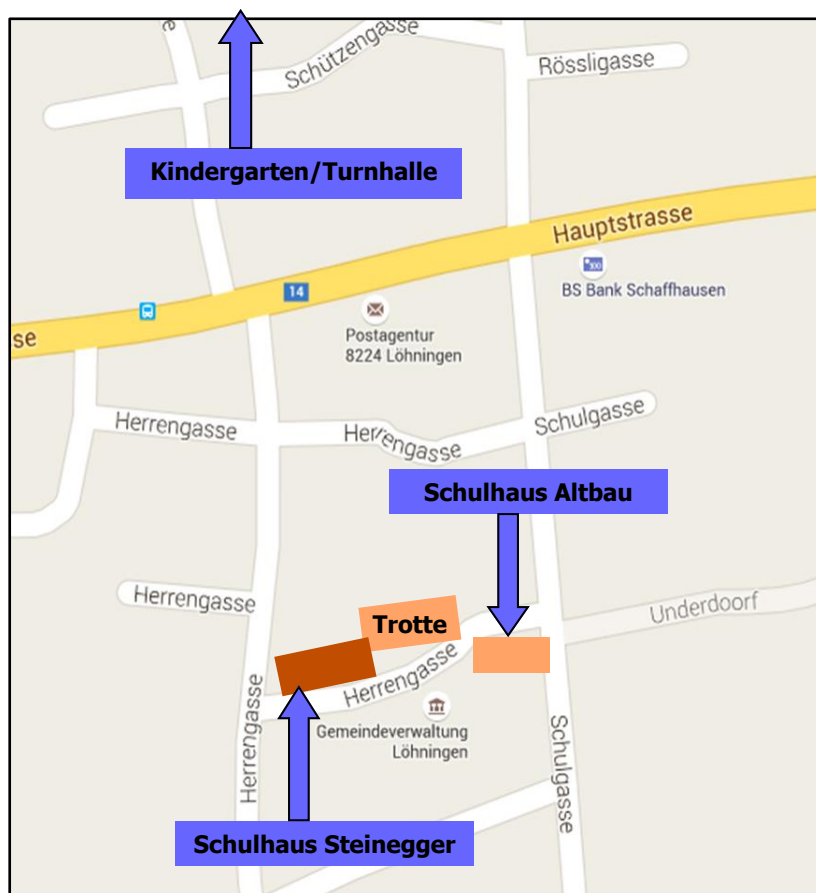 e
Schützengasse
Rössligasse
Kindergarten/Turnhalle
Hauptstrasse
BS Bank Schaffhausen
14
Postagentur
8224 Löhningen
se
Herrengasse
Herrengasse
Schulgasse
Schulhaus Altbau
Herrengasse
Trotte
Underdoorf
Herrengasse
Herrengasse
Gemeindeverwaltung
Löhningen
Schulgasse
Schulhaus Steinegger